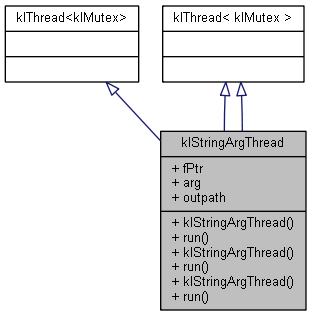 klThread<klMutex>
klThread< klMutex >
klStringArgThread
+ fPtr
+ arg
+ outpath
+ klStringArgThread()
+ run()
+ klStringArgThread()
+ run()
+ klStringArgThread()
+ run()